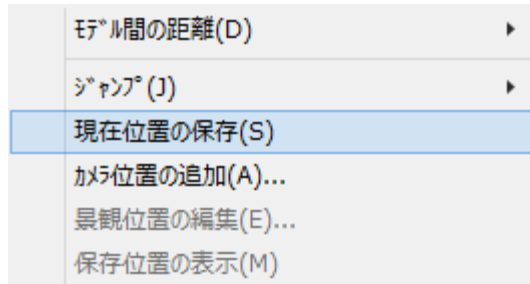 ﾓﾃﾞﾙ間の距離(D)
ｼﾞｬﾝﾌﾟ(J)
現在位置の保存(S)
ｶﾒﾗ位置の追加(A)...
景観位置の編集(E)...
保存位置の表示(M)